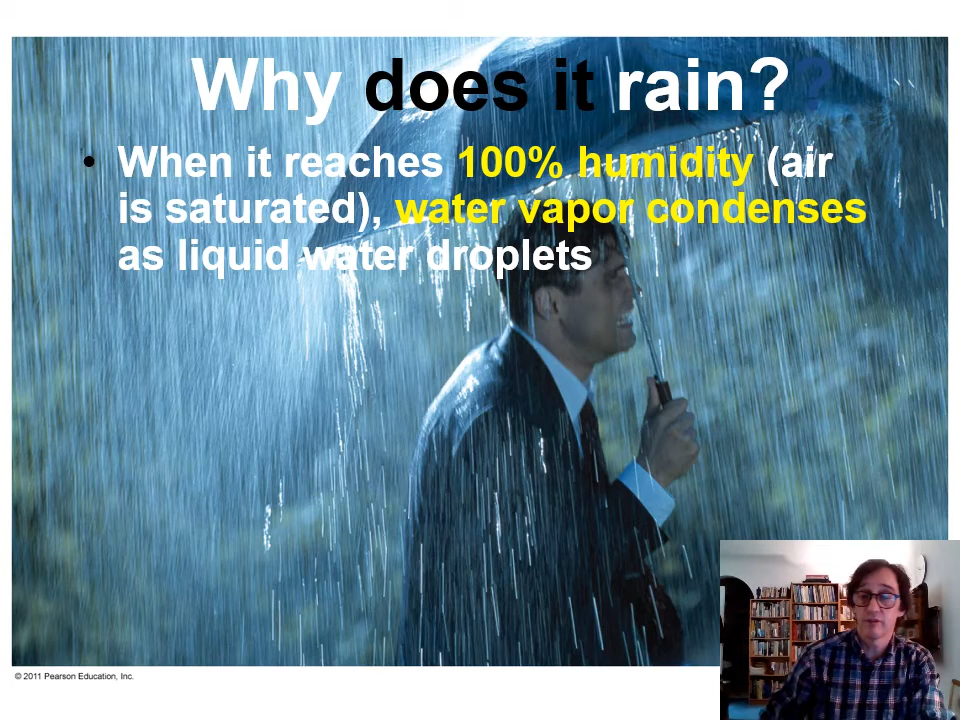 Why does it rain??
• When it reaches 100% humidity (air
is saturated), water vapor condenses
as liquid water droplets
© 2011 Pearson Education, Inc.